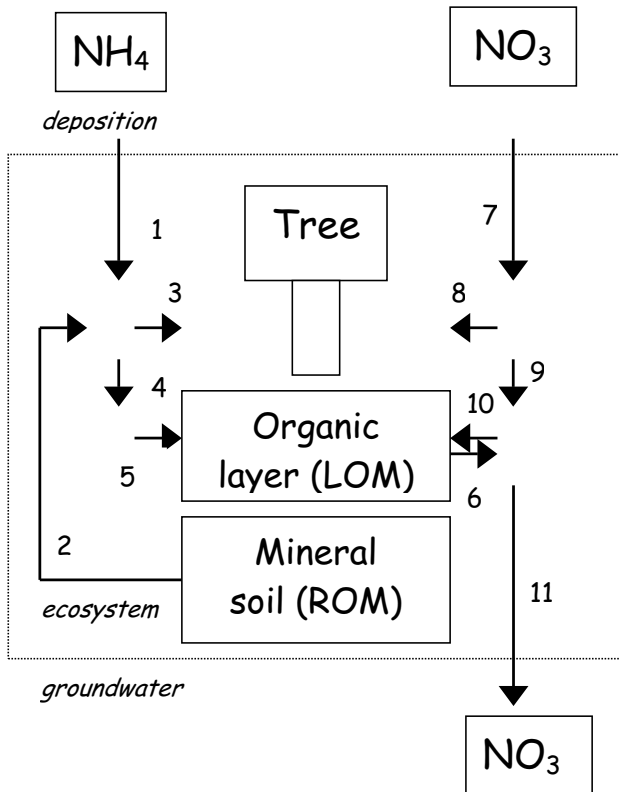 NH₄
NO₃
deposition
1
7
Tree
3
8
4
9
10
Organic
layer (LOM)
5
6
2
Mineral
soil (ROM)
11
ecosystem
groundwater
NO₃